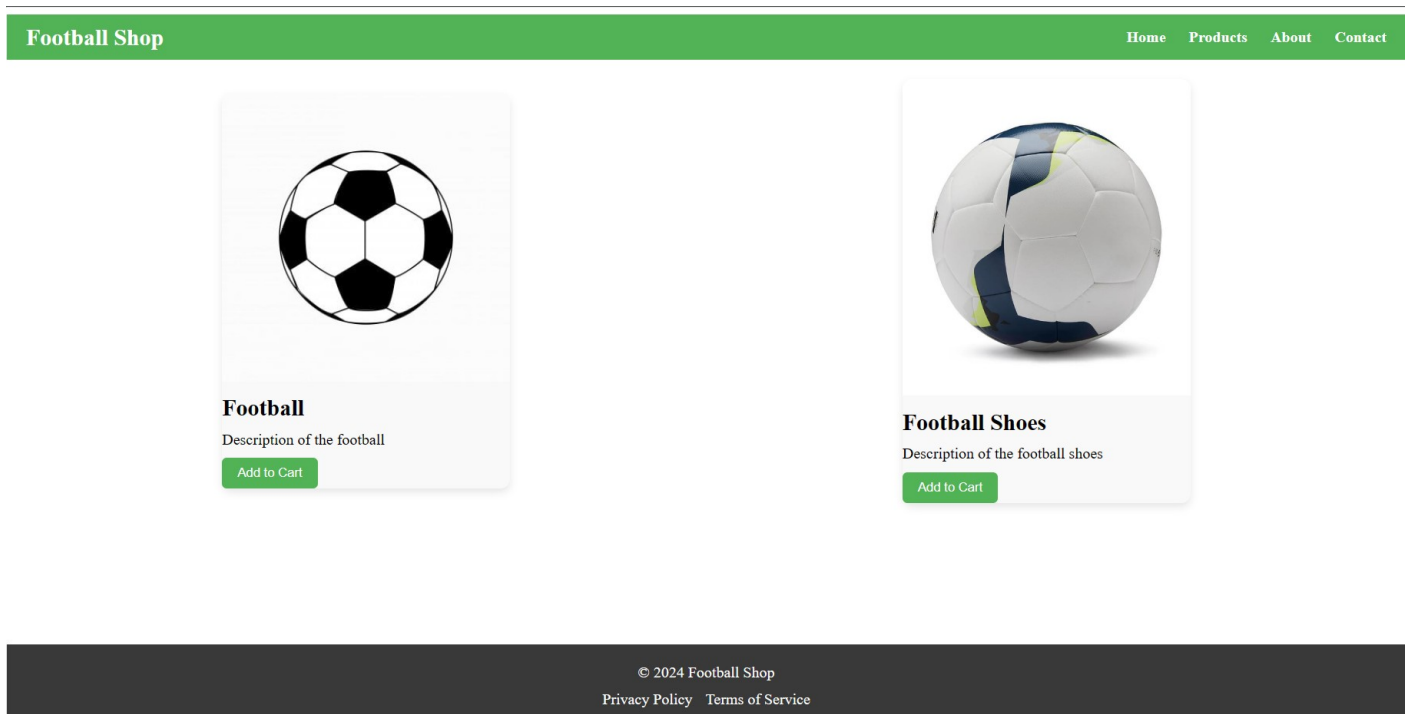 Football Shop
Home Products About Contact
Football
Description of the football
Add to Cart
Football Shoes
Description of the football shoes
Add to Cart
© 2024 Football Shop
Privacy Policy Terms of Service